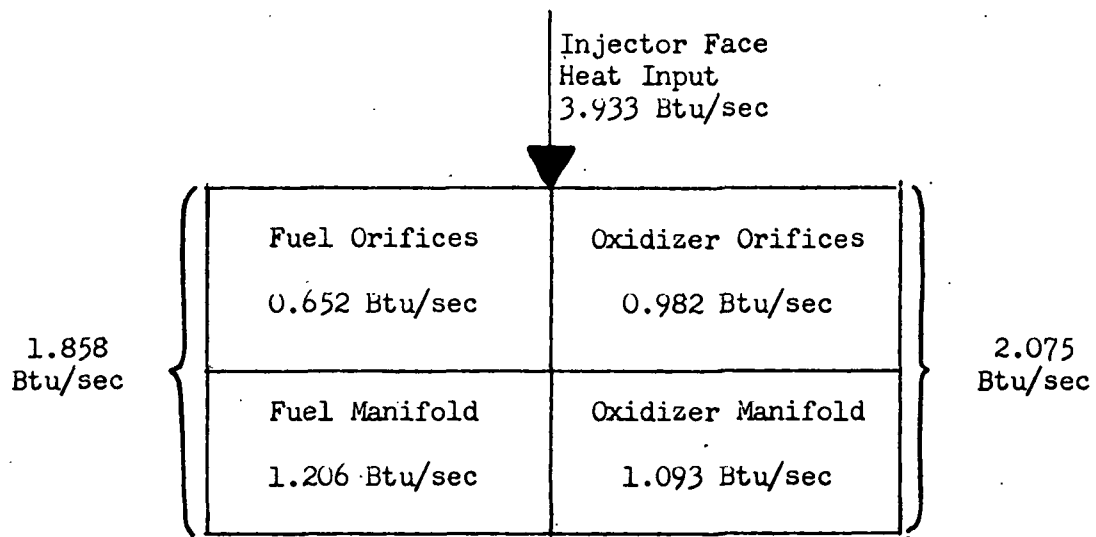 Injector Face
Heat Input
3.933 Btu/sec
Fuel Orifices
0.652 Btu/sec
Oxidizer Orifices
0.982 Btu/sec
1.858
Btu/sec
2.075
Btu/sec
Fuel Manifold
1.206 Btu/sec
Oxidizer Manifold
1.093 Btu/sec